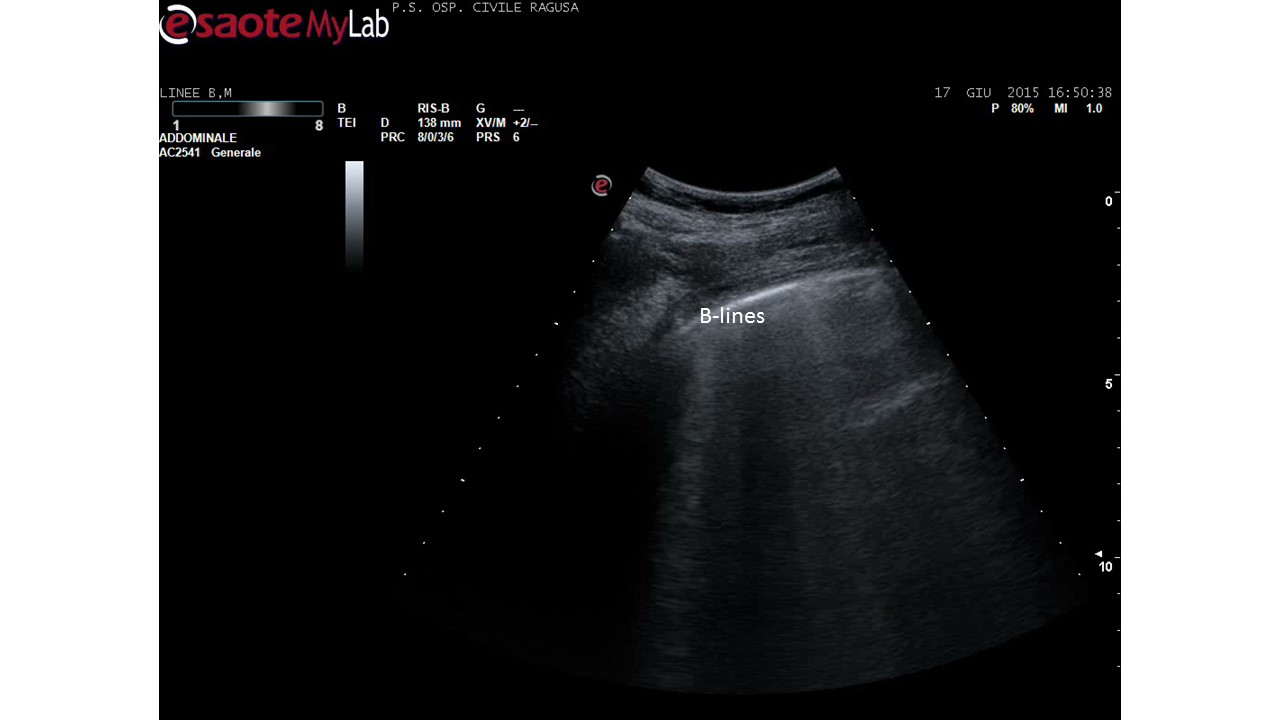 P.S. OSP. CIVILE RAGUSA
esaote MyLab
LINEE B,M
17 GIU 2015 16:50:38
B RIS-B G --- P 80% MI 1.0
1 8 TEI D 138 mm XV/M +2/--
PRC 8/0/3/6 PRS 6
ADDOMINALE
AC2541 Generale
e
0
B-lines
5
10